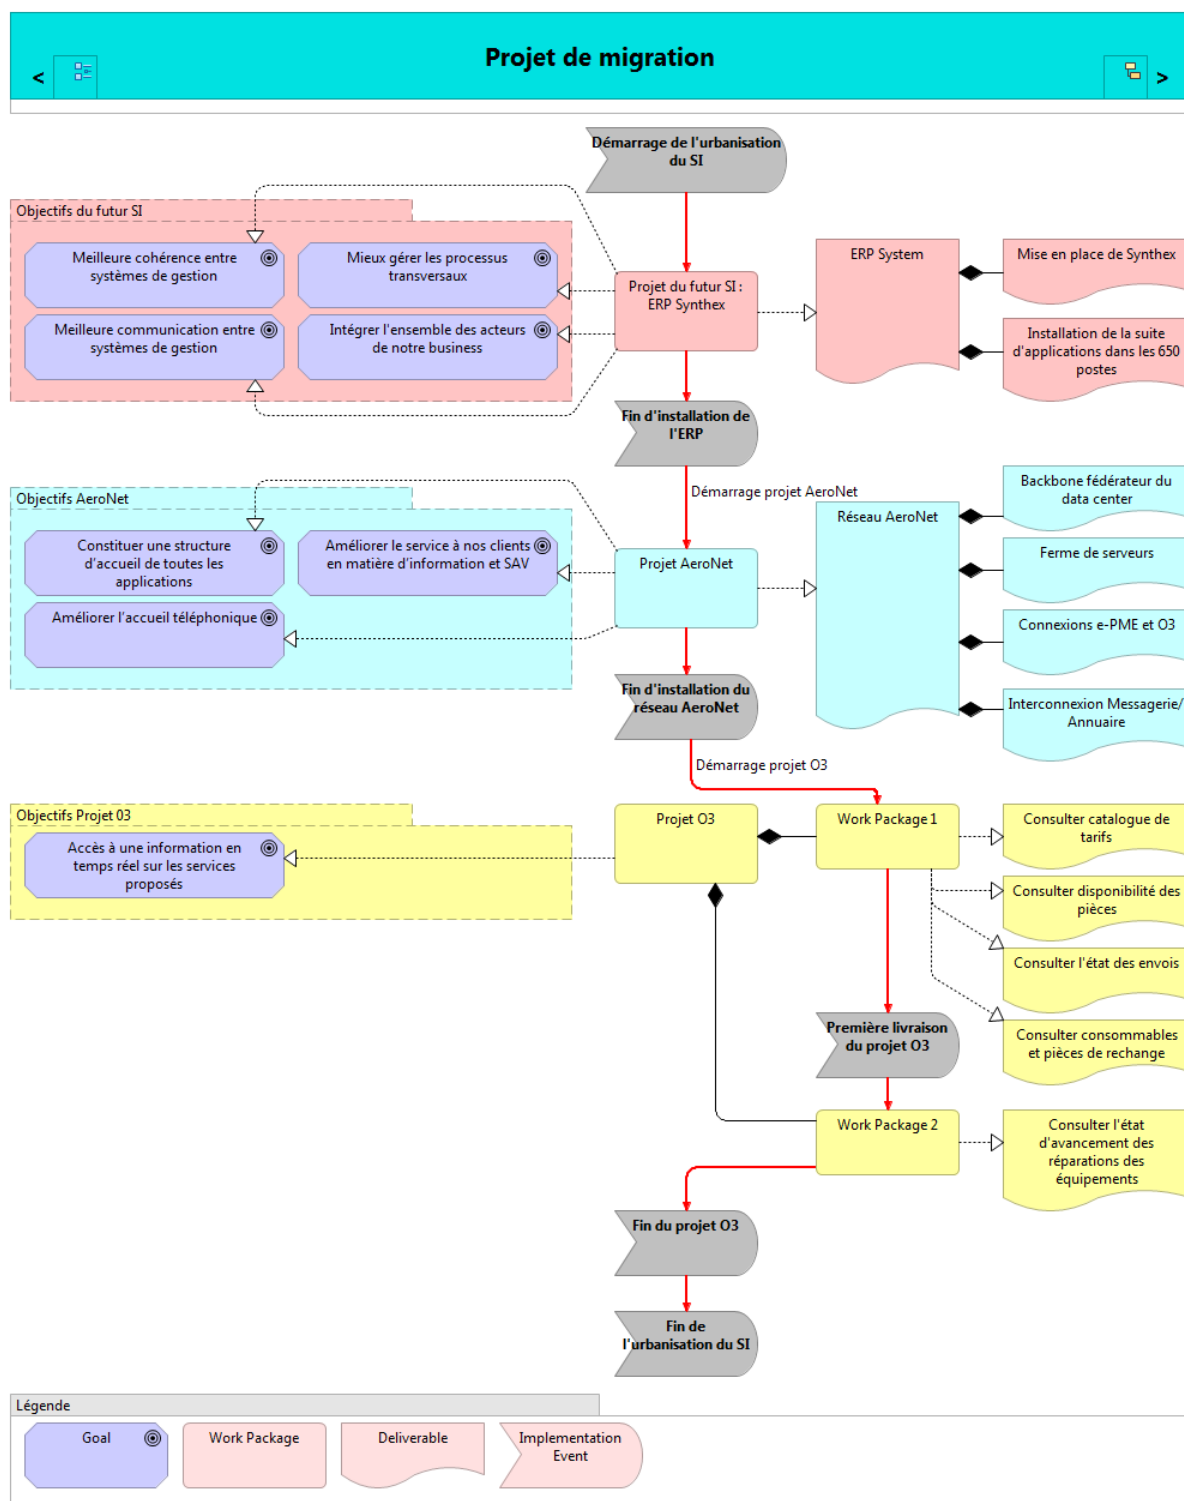 Projet de migration
<
>
Démarrage de l'urbanisation
du SI
Objectifs du futur SI
Meilleure cohérence entre
systèmes de gestion
Mieux gérer les processus
transversaux
Meilleure communication entre
systèmes de gestion
Intégrer l'ensemble des acteurs
de notre business
Projet du futur SI :
ERP Synthex
ERP System
Mise en place de Synthex
Installation de la suite
d'applications dans les 650
postes
Fin d'installation de
l'ERP
Démarrage projet AeroNet
Objectifs AeroNet
Constituer une structure
d'accueil de toutes les
applications
Améliorer le service à nos clients
en matière d'information et SAV
Améliorer l'accueil téléphonique
Projet AeroNet
Réseau AeroNet
Backbone fédérateur du
data center
Ferme de serveurs
Connexions e-PME et O3
Interconnexion Messagerie/
Annuaire
Fin d'installation du
réseau AeroNet
Démarrage projet O3
Objectifs Projet 03
Accès à une information en
temps réel sur les services
proposés
Projet O3
Work Package 1
Consulter catalogue de
tarifs
Consulter disponibilité des
pièces
Consulter l'état des envois
Consulter consommables
et pièces de rechange
Première livraison
du projet O3
Work Package 2
Consulter l'état
d'avancement des
réparations des
équipements
Fin du projet O3
Fin de
l'urbanisation du SI
Légende
Goal
Work Package
Deliverable
Implementation
Event